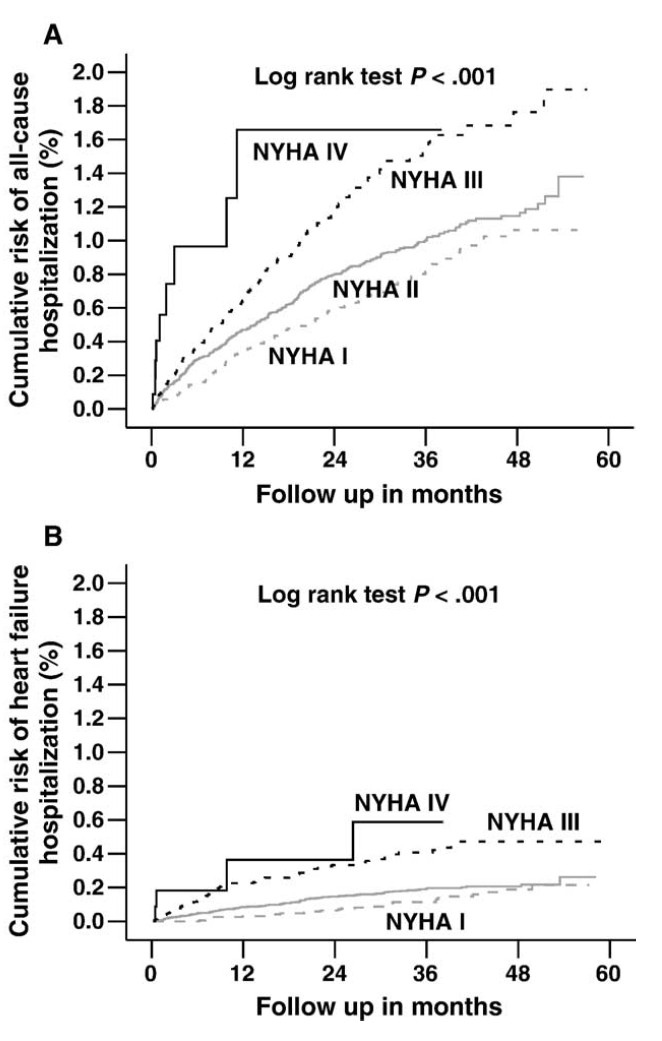 A
Cumulative risk of all-cause
hospitalization (%)
2.0
1.8
1.6
1.4
1.2
1.0
0.8
0.6
0.4
0.2
0.0
Log rank test P < .001
NYHA IV
NYHA III
NYHA II
NYHA I
0 12 24 36 48 60
Follow up in months
B
Cumulative risk of heart failure
hospitalization (%)
2.0
1.8
1.6
1.4
1.2
1.0
0.8
0.6
0.4
0.2
0.0
Log rank test P < .001
NYHA IV
NYHA III
NYHA I
0 12 24 36 48 60
Follow up in months